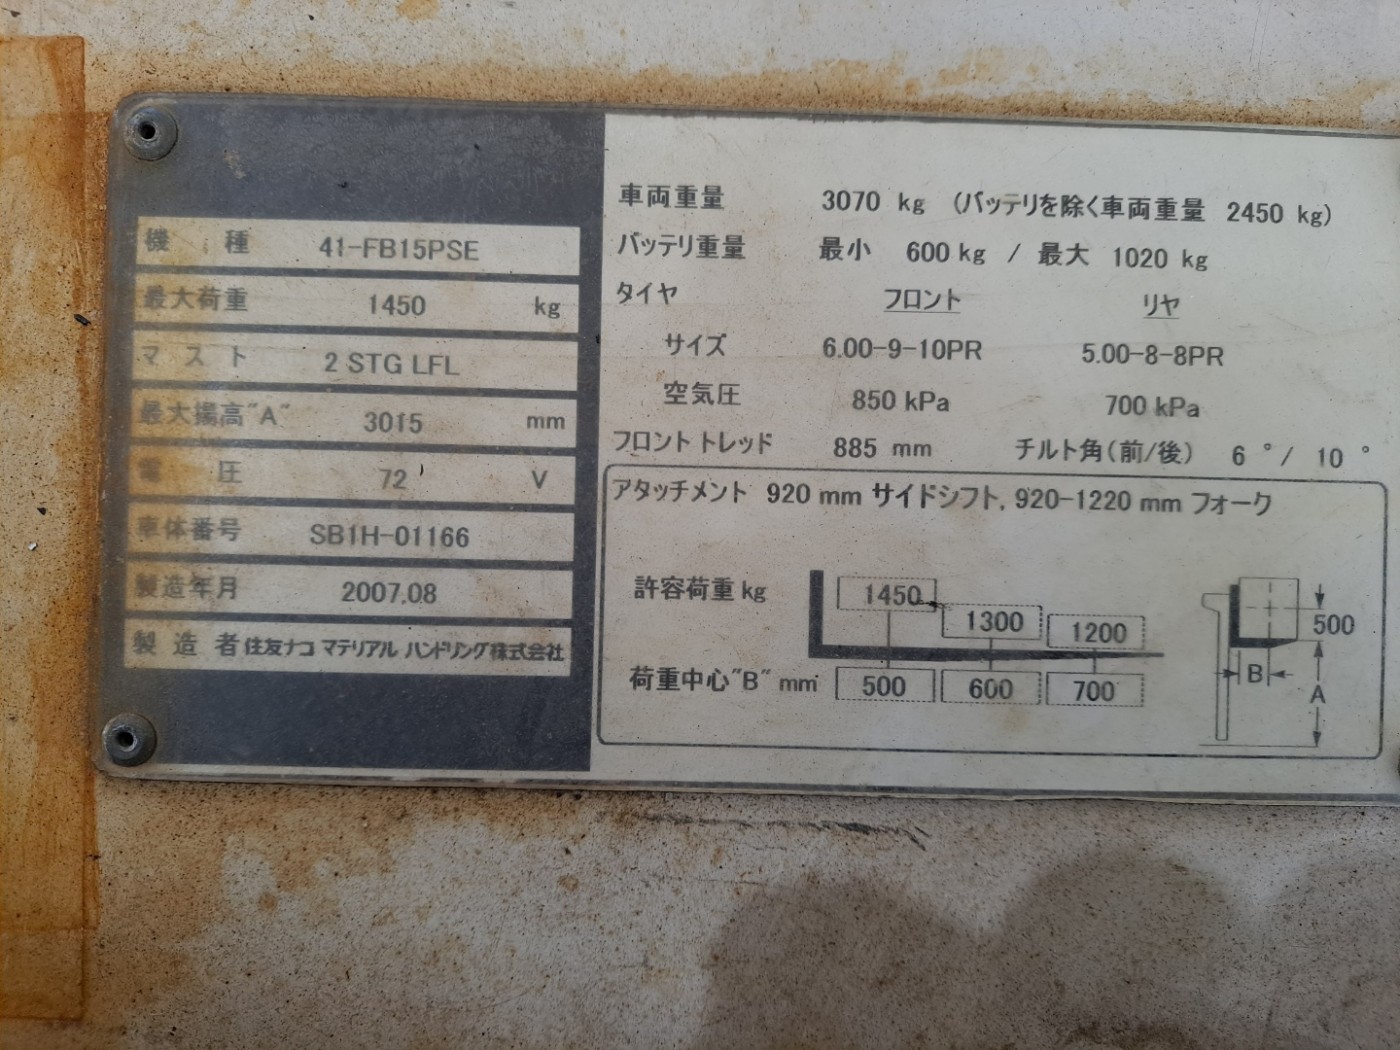 機 種 41-FB15PSE
最大荷重 1450 kg
マ ス ト 2 STG LFL
最大揚高"A" 3015 mm
電 圧 72 V
車体番号 SB1H-01166
製造年月 2007.08
製 造 者 住友ナコ マテリアル ハンドリング株式会社
車両重量 3070 kg (バッテリを除く車両重量 2450 kg)
バッテリ重量 最小 600 kg / 最大 1020 kg
タイヤ フロント リヤ
サイズ 6.00-9-10PR 5.00-8-8PR
空気圧 850 kPa 700 kPa
フロント トレッド 885 mm チルト角(前/後) 6 ° / 10 °
アタッチメント 920 mm サイドシフト, 920-1220 mm フォーク
許容荷重 kg 1450 1300 1200
荷重中心"B" mm 500 600 700
500
B
A